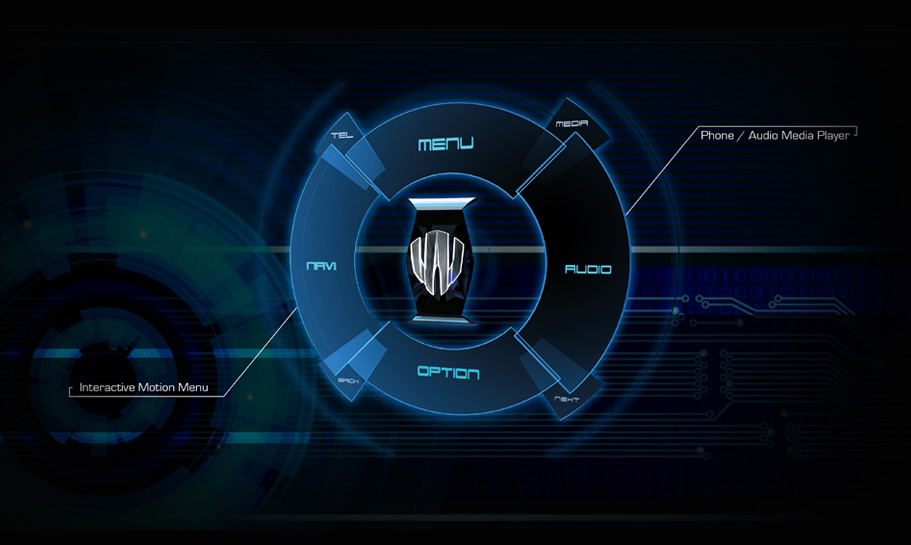 TEL
MENU
MEDIA
Phone / Audio Media Player
NAVI
AUDIO
OPTION
BACK
Interactive Motion Menu
NEXT